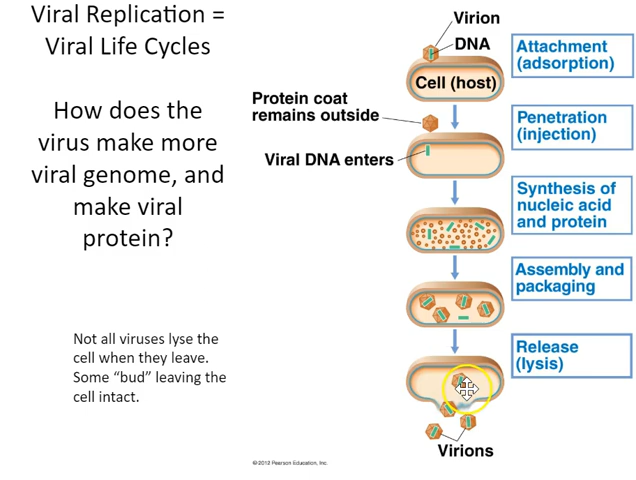 Viral Replication =
Viral Life Cycles
How does the
virus make more
viral genome, and
make viral
protein?
Not all viruses lyse the
cell when they leave.
Some “bud” leaving the
cell intact.
Virion
DNA
Cell (host)
Attachment
(adsorption)
Protein coat
remains outside
Viral DNA enters
Penetration
(injection)
Synthesis of
nucleic acid
and protein
Assembly and
packaging
Release
(lysis)
Virions
©2012 Pearson Education, Inc.